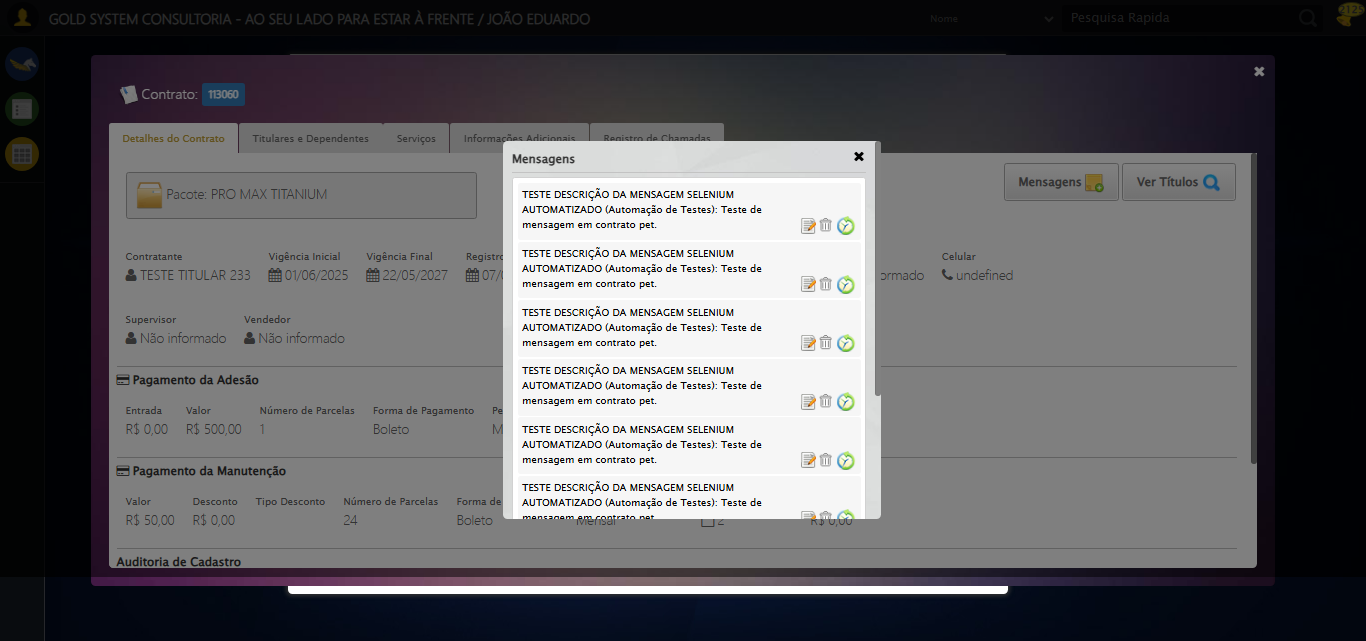 GOLD SYSTEM CONSULTORIA - AO SEU LADO PARA ESTAR À FRENTE / JOÃO EDUARDO
Nome
Pesquisa Rapida
Contrato: 113060
Detalhes do Contrato
Titulares e Dependentes
Serviços
Informações Adicionais
Registro de Chamadas
Pacote: PRO MAX TITANIUM
Mensagens
Ver Títulos
Contratante
TESTE TITULAR 233
Vigência Inicial
01/06/2025
Vigência Final
22/05/2027
Registro
07/0
Celular
undefined
Supervisor
Não informado
Vendedor
Não informado
Pagamento da Adesão
Entrada
R$ 0,00
Valor
R$ 500,00
Número de Parcelas
1
Forma de Pagamento
Boleto
Pagamento da Manutenção
Valor
R$ 50,00
Desconto
R$ 0,00
Tipo Desconto
Número de Parcelas
24
Forma de
Boleto
Mensal
2
R$ 0,00
Auditoria de Cadastro
Mensagens
TESTE DESCRIÇÃO DA MENSAGEM SELENIUM
AUTOMATIZADO (Automação de Testes): Teste de
mensagem em contrato pet.
TESTE DESCRIÇÃO DA MENSAGEM SELENIUM
AUTOMATIZADO (Automação de Testes): Teste de
mensagem em contrato pet.
TESTE DESCRIÇÃO DA MENSAGEM SELENIUM
AUTOMATIZADO (Automação de Testes): Teste de
mensagem em contrato pet.
TESTE DESCRIÇÃO DA MENSAGEM SELENIUM
AUTOMATIZADO (Automação de Testes): Teste de
mensagem em contrato pet.
TESTE DESCRIÇÃO DA MENSAGEM SELENIUM
AUTOMATIZADO (Automação de Testes): Teste de
mensagem em contrato pet.
TESTE DESCRIÇÃO DA MENSAGEM SELENIUM
AUTOMATIZADO (Automação de Testes): Teste de
mensagem em contrato pet.